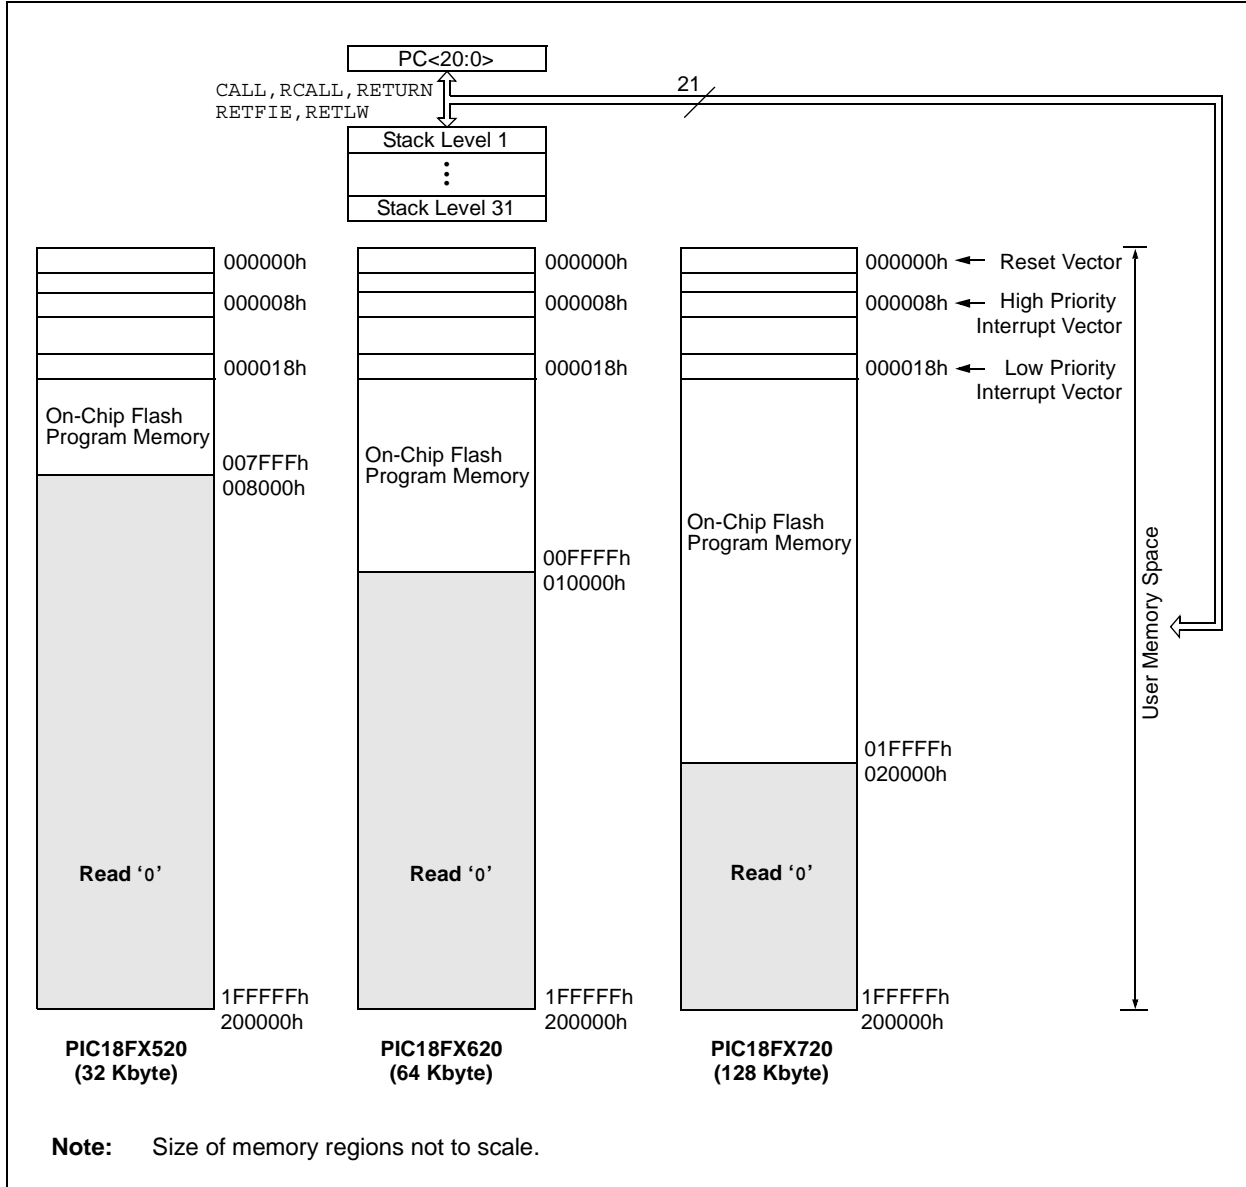 PC<20:0>
CALL,RCALL,RETURN
RETFIE,RETLW
21
Stack Level 1
Stack Level 31
000000h
000008h
000018h
On-Chip Flash
Program Memory
007FFFh
008000h
Read ‘0’
1FFFFFh
200000h
PIC18FX520
(32 Kbyte)
000000h
000008h
000018h
On-Chip Flash
Program Memory
00FFFFh
010000h
Read ‘0’
1FFFFFh
200000h
PIC18FX620
(64 Kbyte)
000000h
Reset Vector
000008h
High Priority
Interrupt Vector
000018h
Low Priority
Interrupt Vector
On-Chip Flash
Program Memory
01FFFFh
020000h
Read ‘0’
1FFFFFh
200000h
PIC18FX720
(128 Kbyte)
User Memory Space
Note: Size of memory regions not to scale.